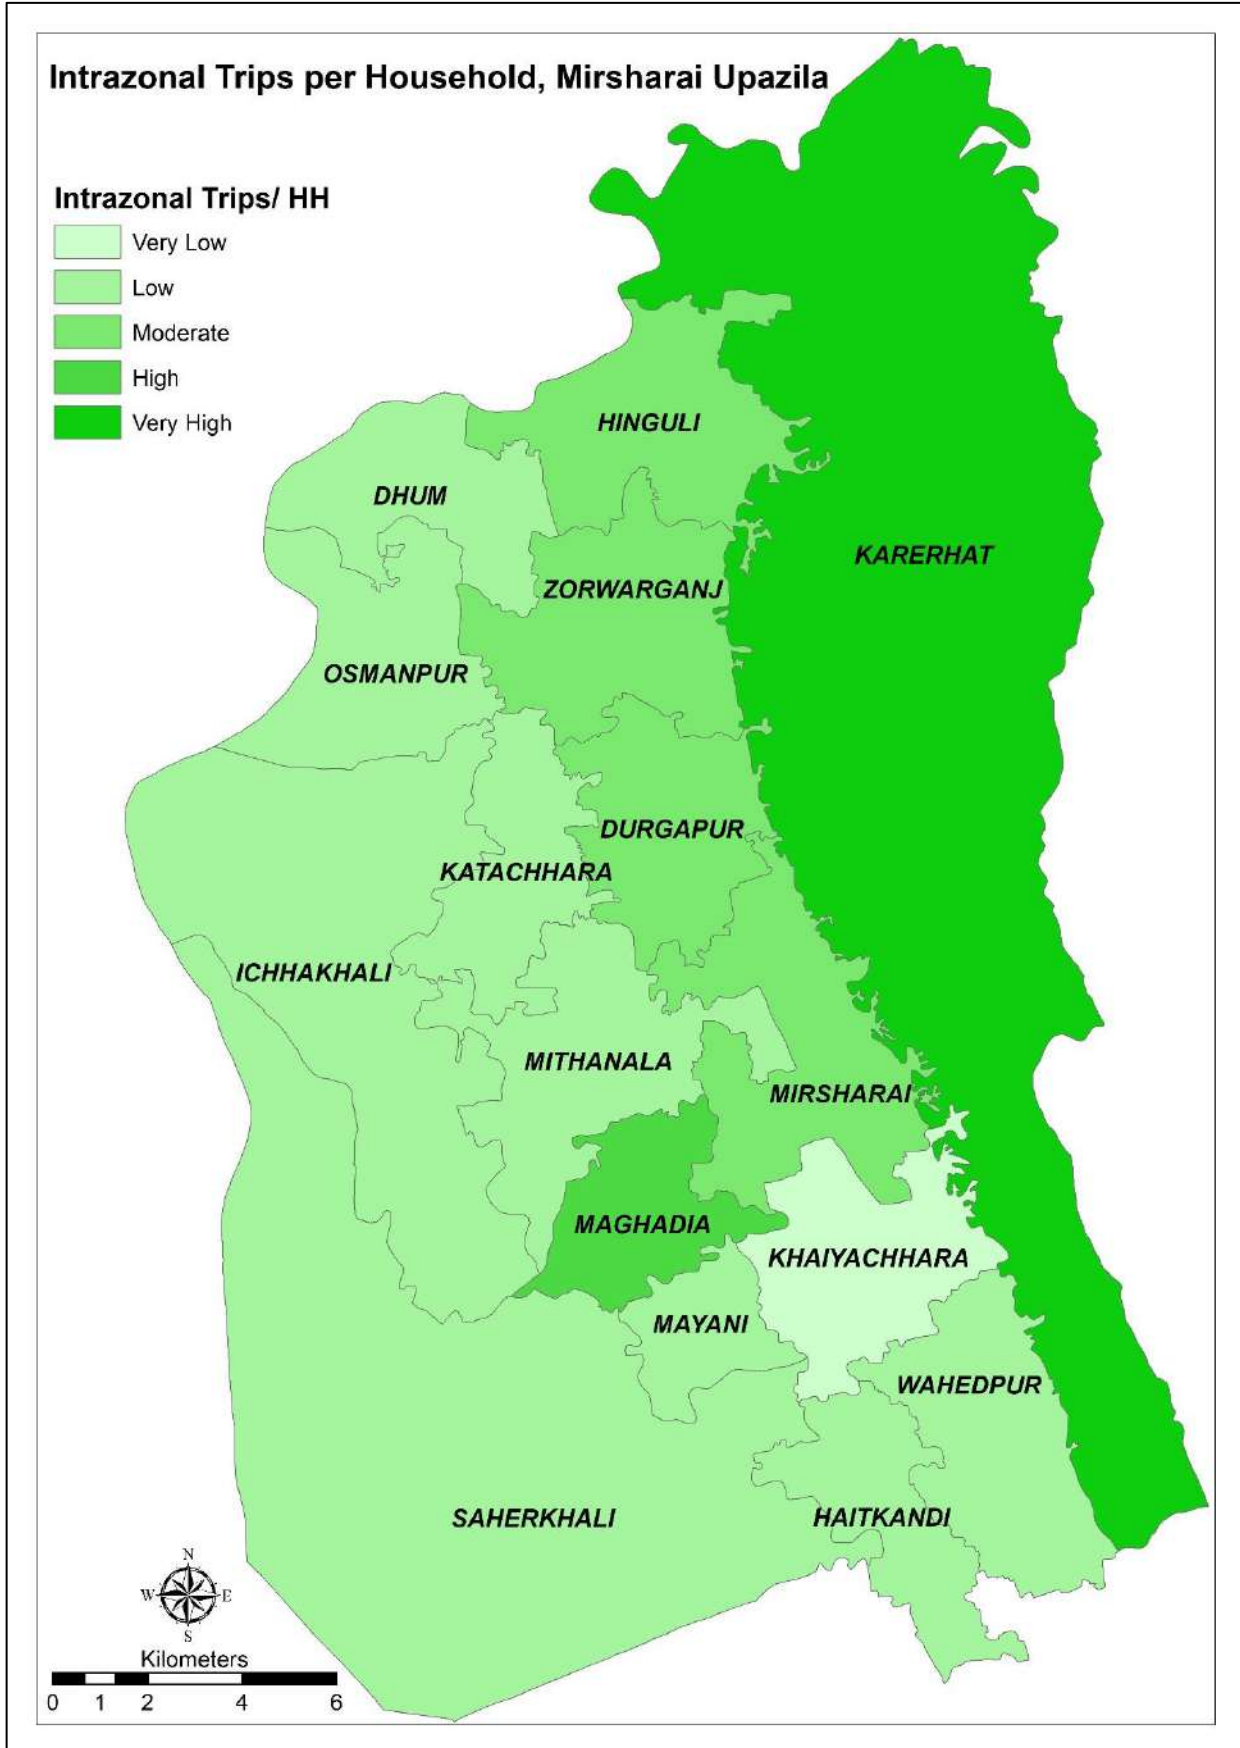 Intrazonal Trips per Household, Mirsharai Upazila
Intrazonal Trips/ HH
Very Low
Low
Moderate
High
Very High
HINGULI
DHUM
KARERHAT
ZORWARGANJ
OSMANPUR
DURGAPUR
KATACHHARA
ICHHAKHALI
MITHANALA
MIRSHARAI
MAGHADIA
KHAIYACHHARA
MAYANI
WAHEDPUR
SAHERKHALI
HAITKANDI
N
W E
S
Kilometers
0 1 2 4 6